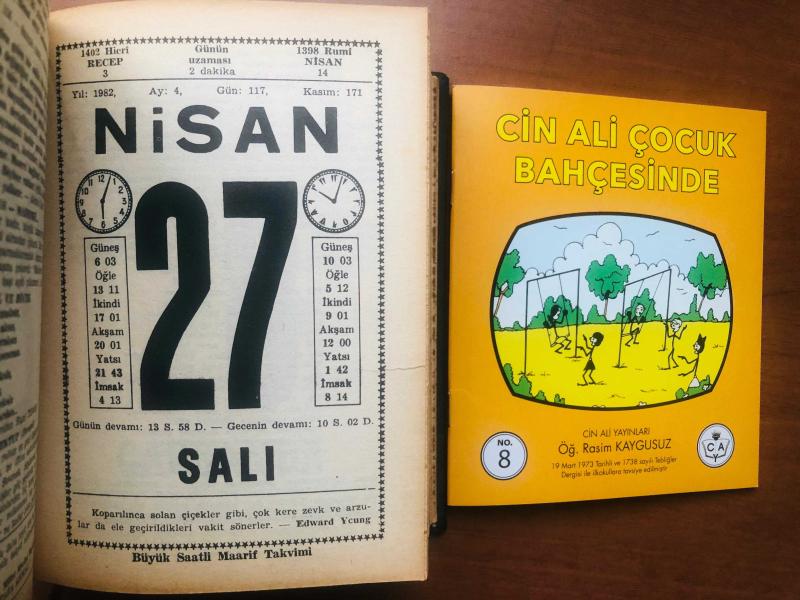 1402 Hicri
RECEP
3
Günün
uzaması
2 dakika
1398 Rumî
NİSAN
14
Yıl: 1982, Ay: 4, Gün: 117, Kasım: 171
NiSAN
27
Güneş
6 03
Öğle
13 11
İkindi
17 01
Akşam
20 01
Yatsı
21 43
İmsak
4 13
Güneş
10 03
Öğle
5 12
İkindi
9 01
Akşam
12 00
Yatsı
1 42
İmsak
8 14
Günün devamı: 13 S. 58 D. — Gecenin devamı: 10 S. 02 D.
SALI
Koparılınca solan çiçekler gibi, çok kere zevk ve arzu-
lar da ele geçirildikleri vakit sönerler. — Edward Young
Büyük Saatli Maarif Takvimi
CİN ALİ ÇOCUK
BAHÇESİNDE
CİN ALİ YAYINLARI
Öğ. Rasim KAYGUSUZ
19 Mart 1973 Tarihli ve 1738 sayılı Tebliğler
Dergisi ile ilkokullara tavsiye edilmiştir
NO.
8
C A
Y